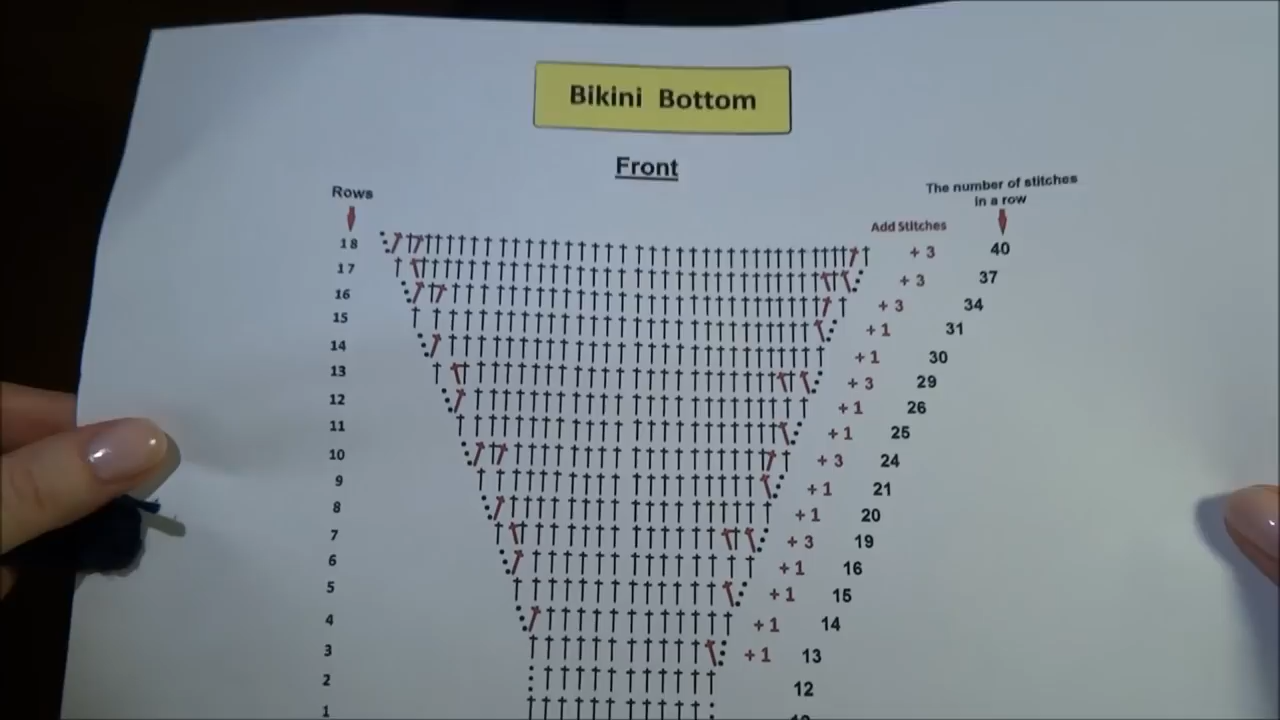 Bikini Bottom
Front
Rows
The number of stitches
in a row
Add Stitches
18 + 3 40
17 + 3 37
16 + 3 34
15 + 1 31
14 + 1 30
13 + 3 29
12 + 1 26
11 + 1 25
10 + 3 24
9 + 1 21
8 + 1 20
7 + 3 19
6 + 1 16
5 + 1 15
4 + 1 14
3 + 1 13
2 12
1